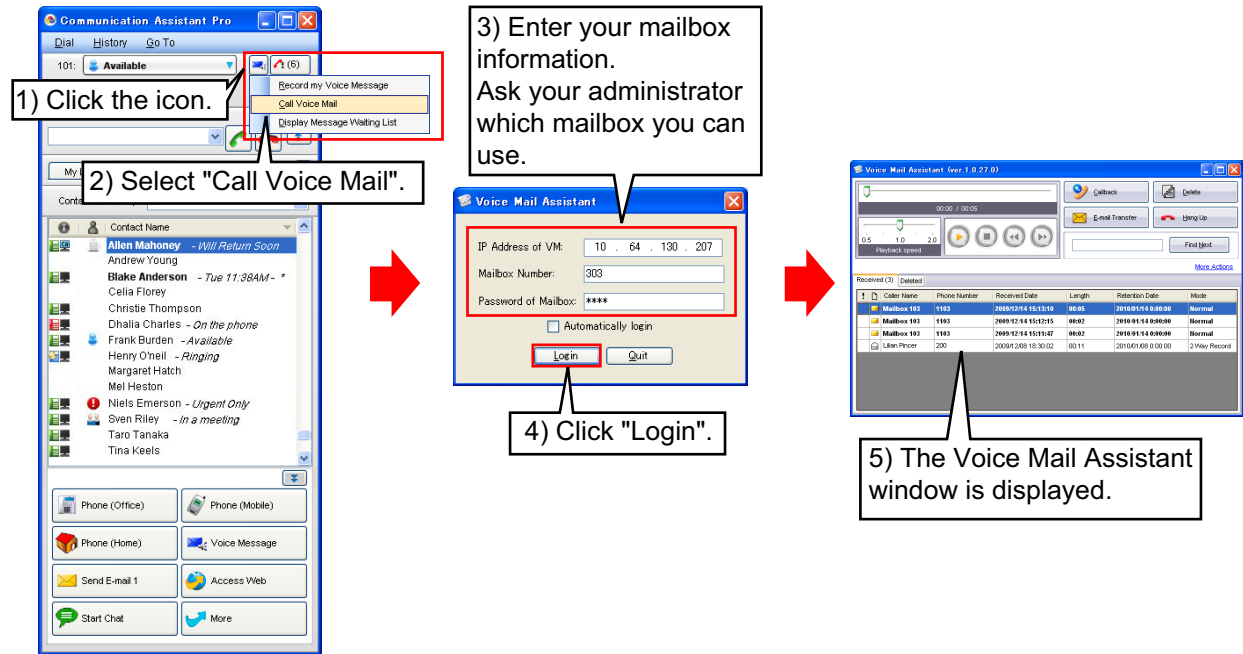 Communication Assistant Pro
Dial History Go To
101: Available
(6)
Record my Voice Message
Call Voice Mail
Display Message Waiting List
1) Click the icon.
2) Select "Call Voice Mail".
Contact Name
Allen Mahoney - Will Return Soon
Andrew Young
Blake Anderson - Tue 11:38AM - *
Celia Florey
Christie Thompson
Dhalia Charles - On the phone
Frank Burden - Available
Henry O'neil - Ringing
Margaret Hatch
Mel Heston
Niels Emerson - Urgent Only
Sven Riley - In a meeting
Taro Tanaka
Tina Keels
Phone (Office) Phone (Mobile)
Phone (Home) Voice Message
Send E-mail 1 Access Web
Start Chat More
3) Enter your mailbox
information.
Ask your administrator
which mailbox you can
use.
Voice Mail Assistant
IP Address of VM: 10 . 64 . 130 . 207
Mailbox Number: 303
Password of Mailbox: ****
Automatically login
Login Quit
4) Click "Login".
Voice Mail Assistant (ver.1.0.27.0)
00:00 / 00:05
Callback Delete
E-mail Transfer Hang Up
0.5 1.0 2.0
Playback speed
Find Next
More Actions
Received (3) Deleted
! Caller Name Phone Number Received Date Length Retention Date Mode
Mailbox 103 1103 2009/12/14 15:13:10 00:05 2010/01/14 0:00:00 Normal
Mailbox 103 1103 2009/12/14 15:12:15 00:02 2010/01/14 0:00:00 Normal
Mailbox 103 1103 2009/12/14 15:11:47 00:02 2010/01/14 0:00:00 Normal
Lilian Pincer 200 2009/12/08 18:30:02 00:11 2010/01/08 0:00:00 2 Way Record
5) The Voice Mail Assistant
window is displayed.